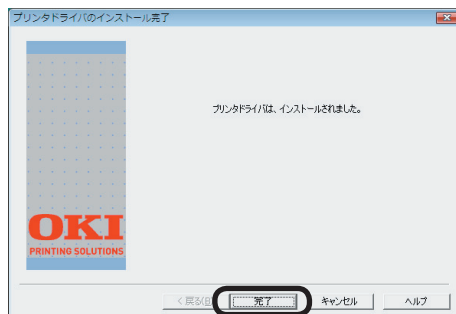 プリンタドライバのインストール完了
プリンタドライバは、インストールされました。
OKI
PRINTING SOLUTIONS
< 戻る(B) 完了 キャンセル ヘルプ